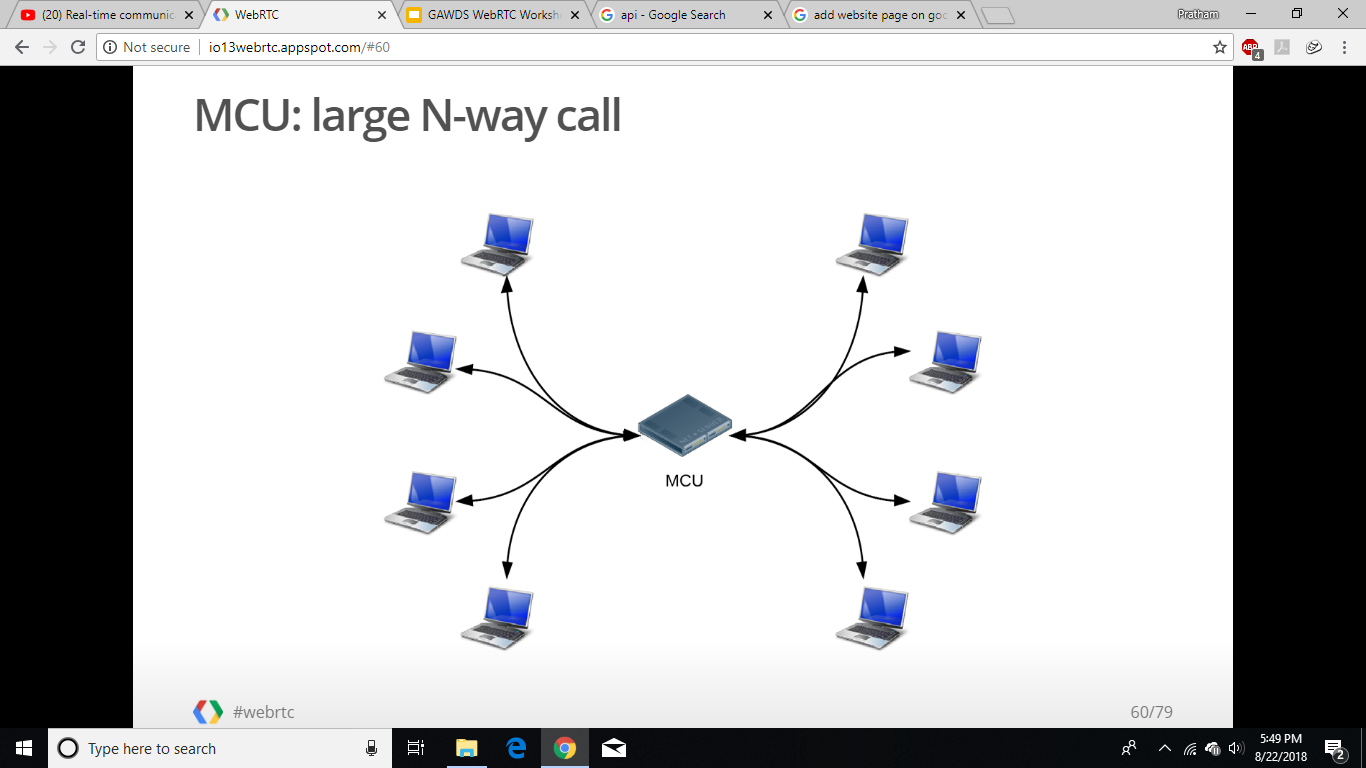 (20) Real-time communic
WebRTC
GAWDS WebRTC Worksh
api - Google Search
add website page on goo
Pratham
Not secure
io13webrtc.appspot.com/#60
ABP
4
MCU: large N-way call
MCU
#webrtc
60/79
Type here to search
5:49 PM
8/22/2018
2